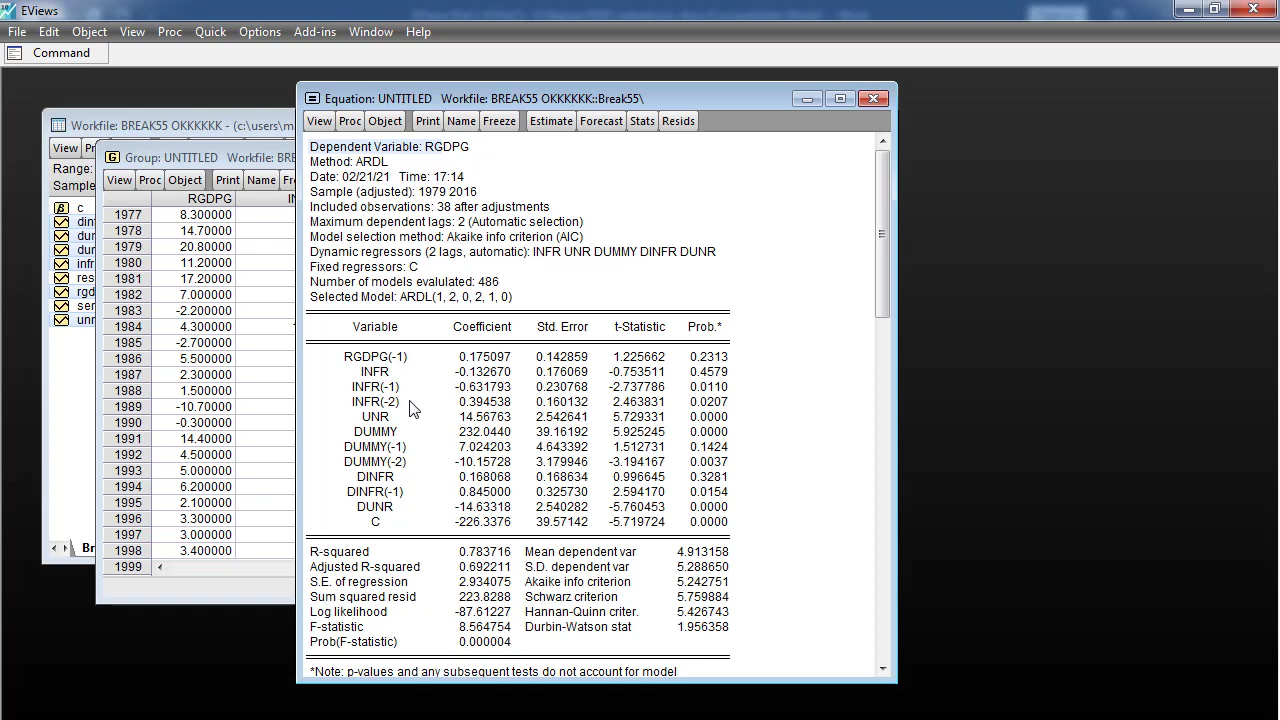 EViews
File Edit Object View Proc Quick Options Add-ins Window Help
Command
Workfile: BREAK55 OKKKKKK - (c:\users\m
View Pr
Range:
Sample
c
din
dum
dum
infr
res
rgd
ser
unr
Br
Group: UNTITLED Workfile: BRE
View Proc Object Print Name Fre
RGDPG IN
1977 8.300000
1978 14.70000
1979 20.80000
1980 11.20000
1981 17.20000
1982 7.000000
1983 -2.200000
1984 4.300000
1985 -2.700000
1986 5.500000
1987 2.300000
1988 1.500000
1989 -10.70000
1990 -0.300000
1991 14.40000
1992 4.500000
1993 5.000000
1994 6.200000
1995 2.100000
1996 3.300000
1997 3.000000
1998 3.400000
1999
Equation: UNTITLED Workfile: BREAK55 OKKKKKK::Break55\
View Proc Object Print Name Freeze Estimate Forecast Stats Resids
Dependent Variable: RGDPG
Method: ARDL
Date: 02/21/21 Time: 17:14
Sample (adjusted): 1979 2016
Included observations: 38 after adjustments
Maximum dependent lags: 2 (Automatic selection)
Model selection method: Akaike info criterion (AIC)
Dynamic regressors (2 lags, automatic): INFR UNR DUMMY DINFR DUNR
Fixed regressors: C
Number of models evalulated: 486
Selected Model: ARDL(1, 2, 0, 2, 1, 0)
Variable Coefficient Std. Error t-Statistic Prob.*
RGDPG(-1) 0.175097 0.142859 1.225662 0.2313
INFR -0.132670 0.176069 -0.753511 0.4579
INFR(-1) -0.631793 0.230768 -2.737786 0.0110
INFR(-2) 0.394538 0.160132 2.463831 0.0207
UNR 14.56763 2.542641 5.729331 0.0000
DUMMY 232.0440 39.16192 5.925245 0.0000
DUMMY(-1) 7.024203 4.643392 1.512731 0.1424
DUMMY(-2) -10.15728 3.179946 -3.194167 0.0037
DINFR 0.168068 0.168634 0.996645 0.3281
DINFR(-1) 0.845000 0.325730 2.594170 0.0154
DUNR -14.63318 2.540282 -5.760453 0.0000
C -226.3376 39.57142 -5.719724 0.0000
R-squared 0.783716 Mean dependent var 4.913158
Adjusted R-squared 0.692211 S.D. dependent var 5.288650
S.E. of regression 2.934075 Akaike info criterion 5.242751
Sum squared resid 223.8288 Schwarz criterion 5.759884
Log likelihood -87.61227 Hannan-Quinn criter. 5.426743
F-statistic 8.564754 Durbin-Watson stat 1.956358
Prob(F-statistic) 0.000004
*Note: p-values and any subsequent tests do not account for model